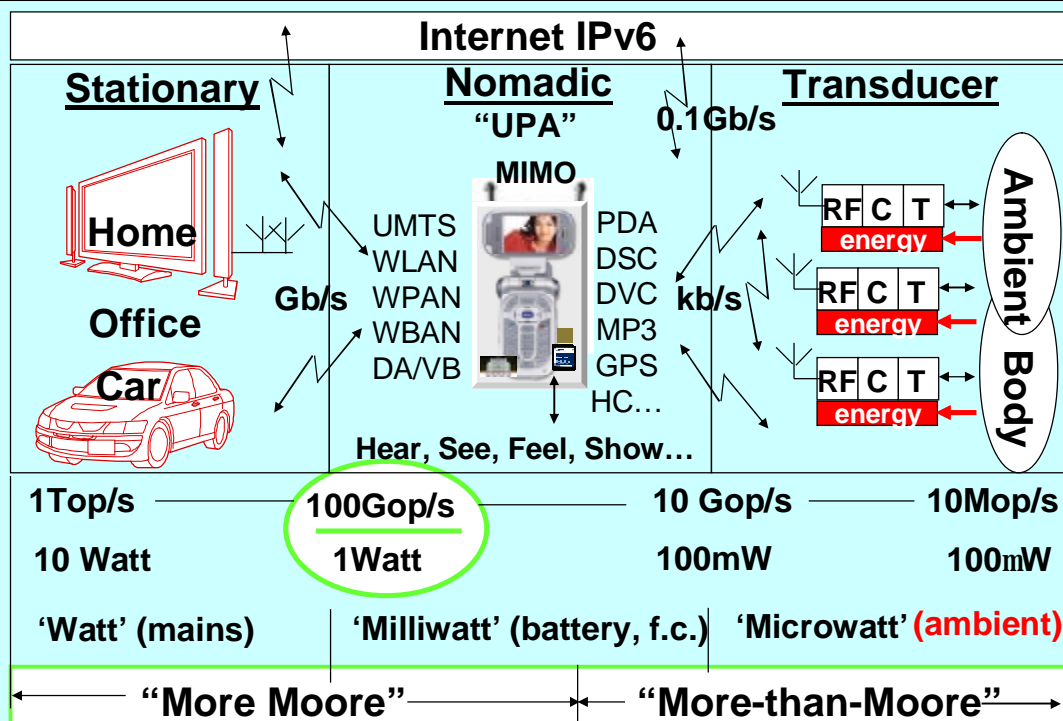 Internet IPv6
Stationary
Home
Office
Car
Gb/s
Nomadic
“UPA”
MIMO
UMTS
WLAN
WPAN
WBAN
DA/VB
PDA
DSC
DVC
MP3
GPS
HC…
Hear, See, Feel, Show…
0.1Gb/s
kb/s
Transducer
RF C T
energy
RF C T
energy
RF C T
energy
Ambient
Body
1Top/s 100Gop/s 10 Gop/s 10Mop/s
10 Watt 1Watt 100mW 100mW
‘Watt’ (mains) ‘Milliwatt’ (battery, f.c.) ‘Microwatt’ (ambient)
“More Moore” “More-than-Moore”